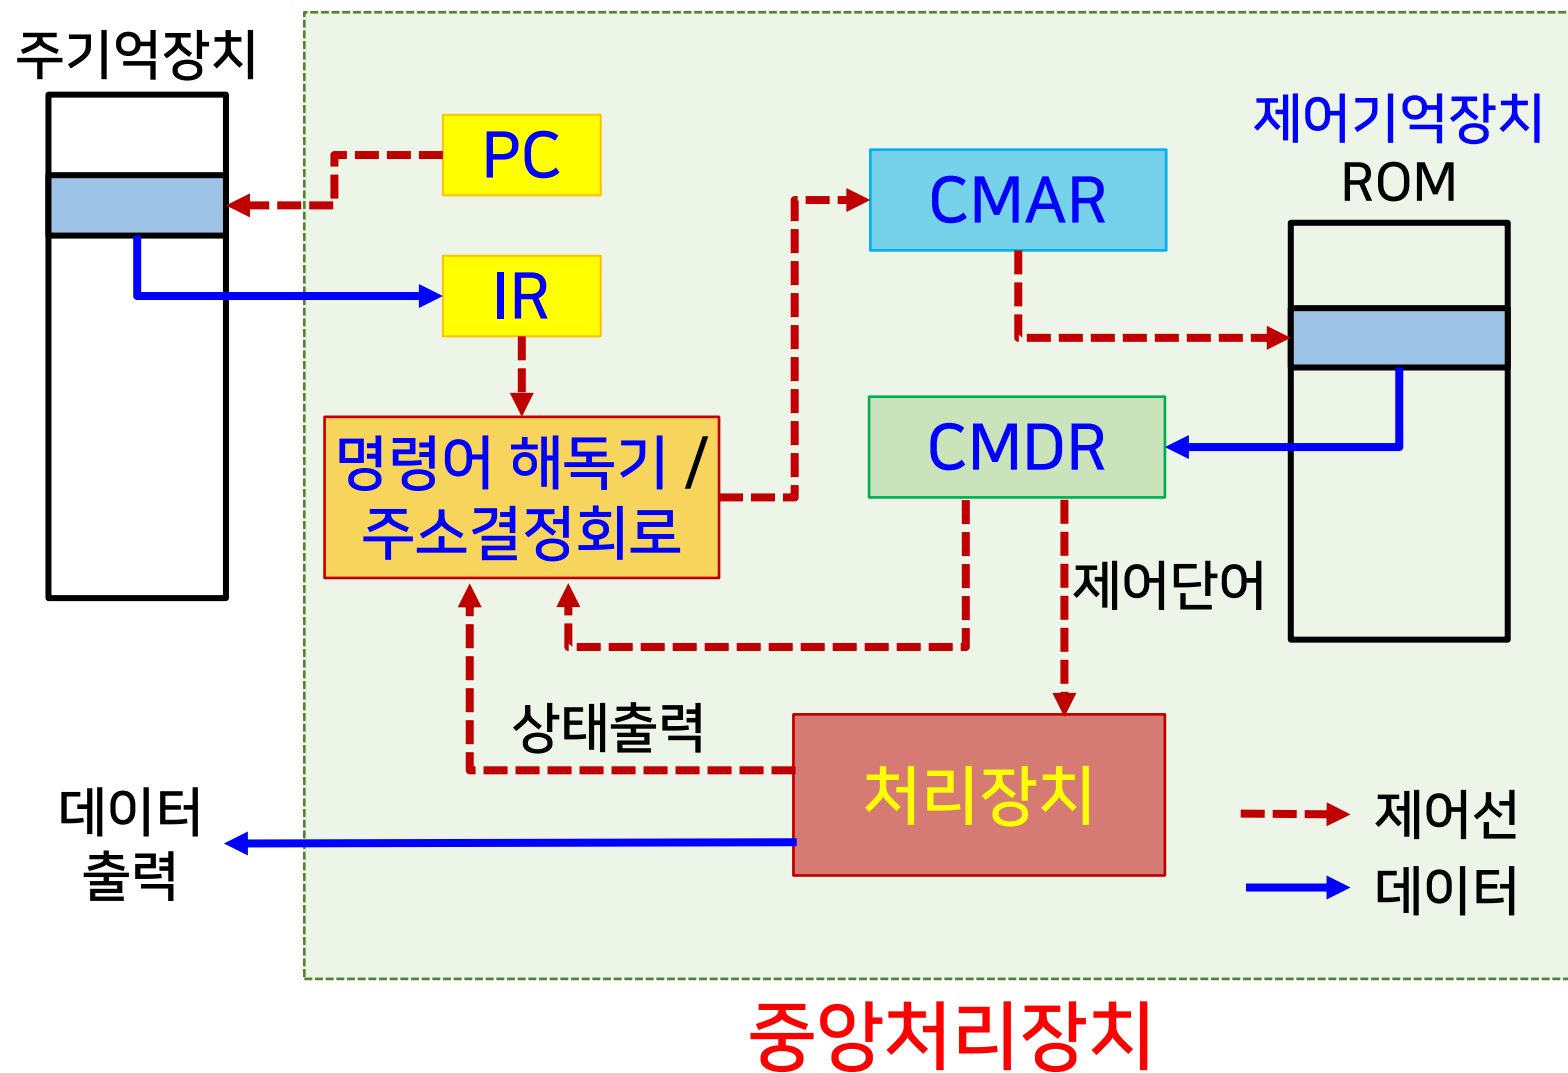 주기억장치
PC
제어기억장치
ROM
CMAR
IR
CMDR
명령어 해독기 /
주소결정회로
제어단어
상태출력
처리장치
데이터
출력
제어선
데이터
중앙처리장치